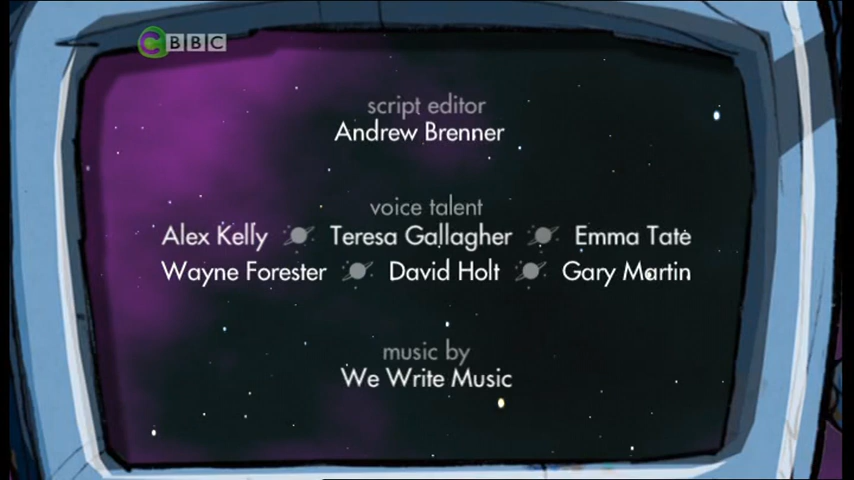 CBBC
script editor
Andrew Brenner
voice talent
Alex Kelly Teresa Gallagher Emma Tate
Wayne Forester David Holt Gary Martin
music by
We Write Music